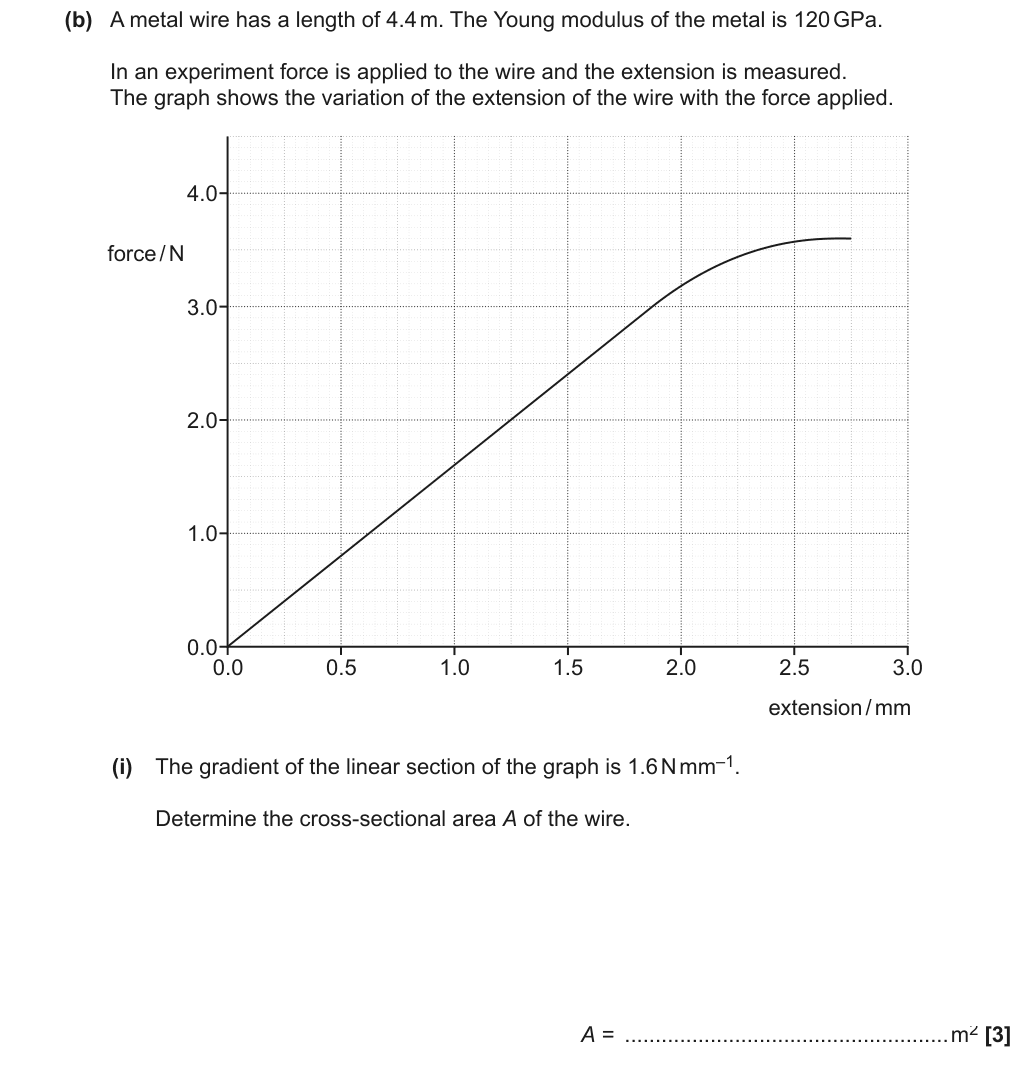 (b) A metal wire has a length of 4.4 m. The Young modulus of the metal is 120 GPa.
In an experiment force is applied to the wire and the extension is measured.
The graph shows the variation of the extension of the wire with the force applied.
4.0
force / N
3.0
2.0
1.0
0.0
0.0 0.5 1.0 1.5 2.0 2.5 3.0
extension / mm
(i) The gradient of the linear section of the graph is 1.6 N mm⁻¹.
Determine the cross-sectional area A of the wire.
A = ..................................................... m² [3]